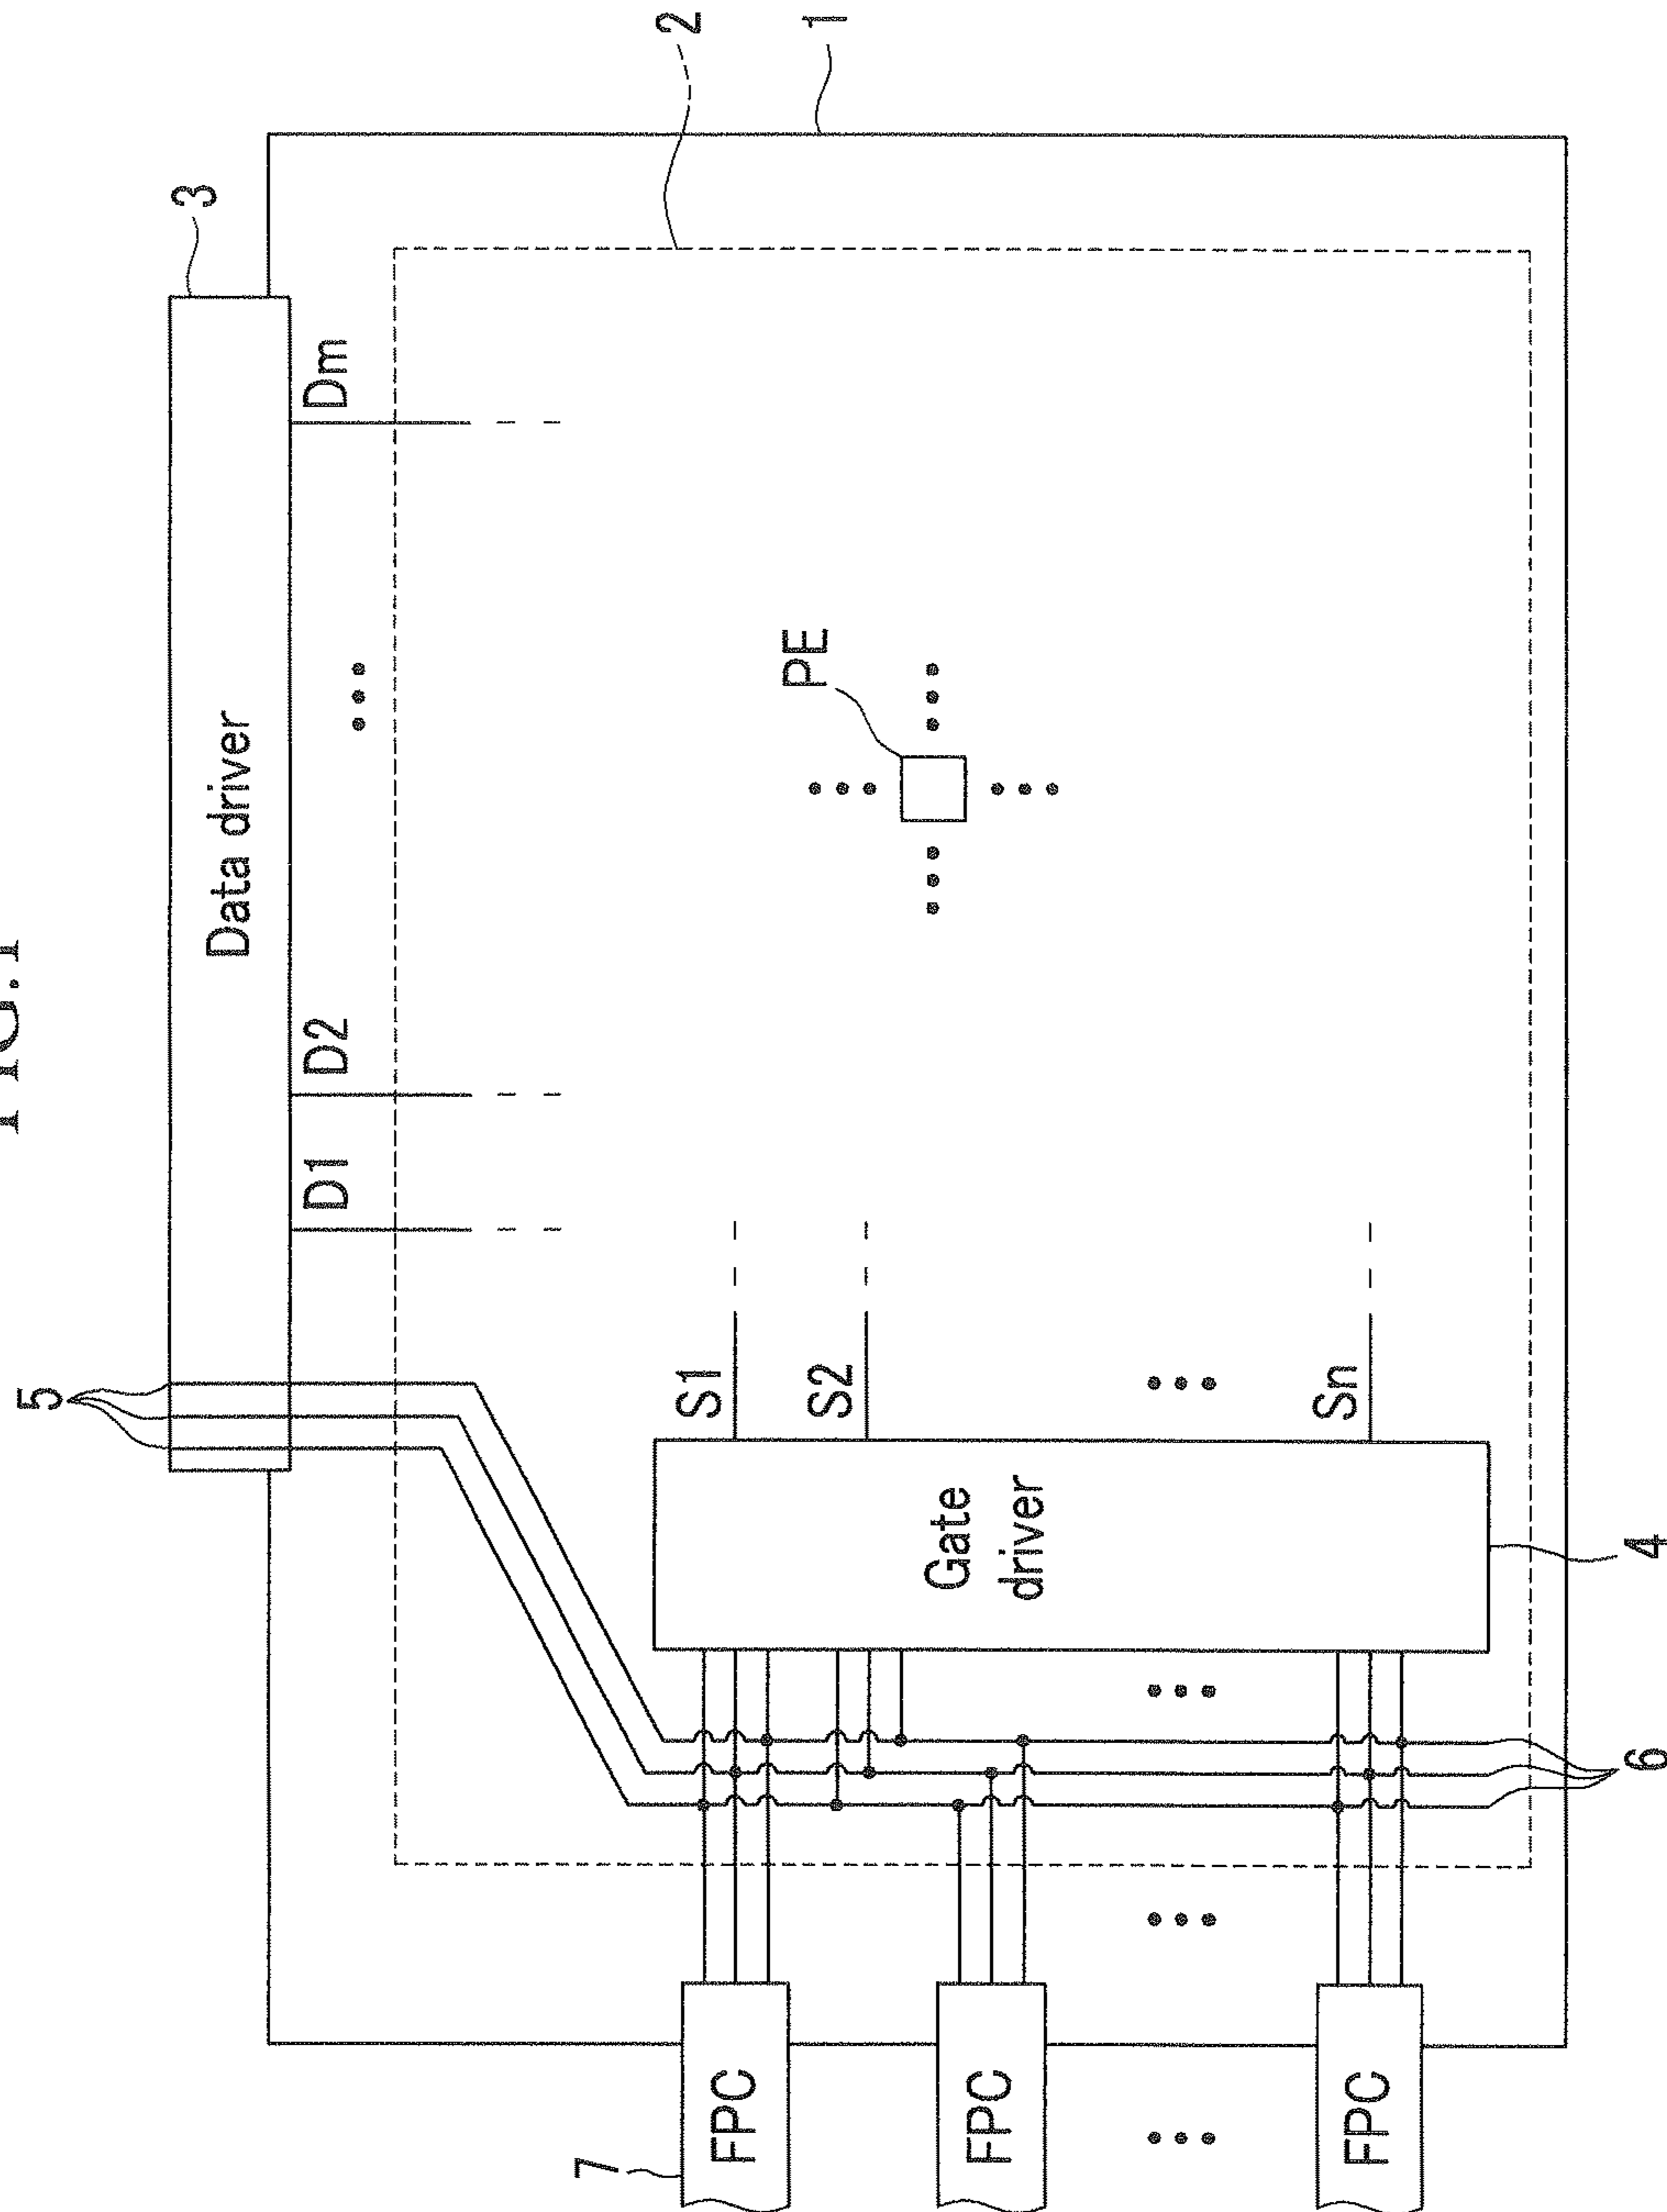 FIG.1
5
3
Data driver
D1 D2 Dm
7
2
S1
FPC
PE
1
S2
Gate
driver
FPC
Sn
FPC
6
4